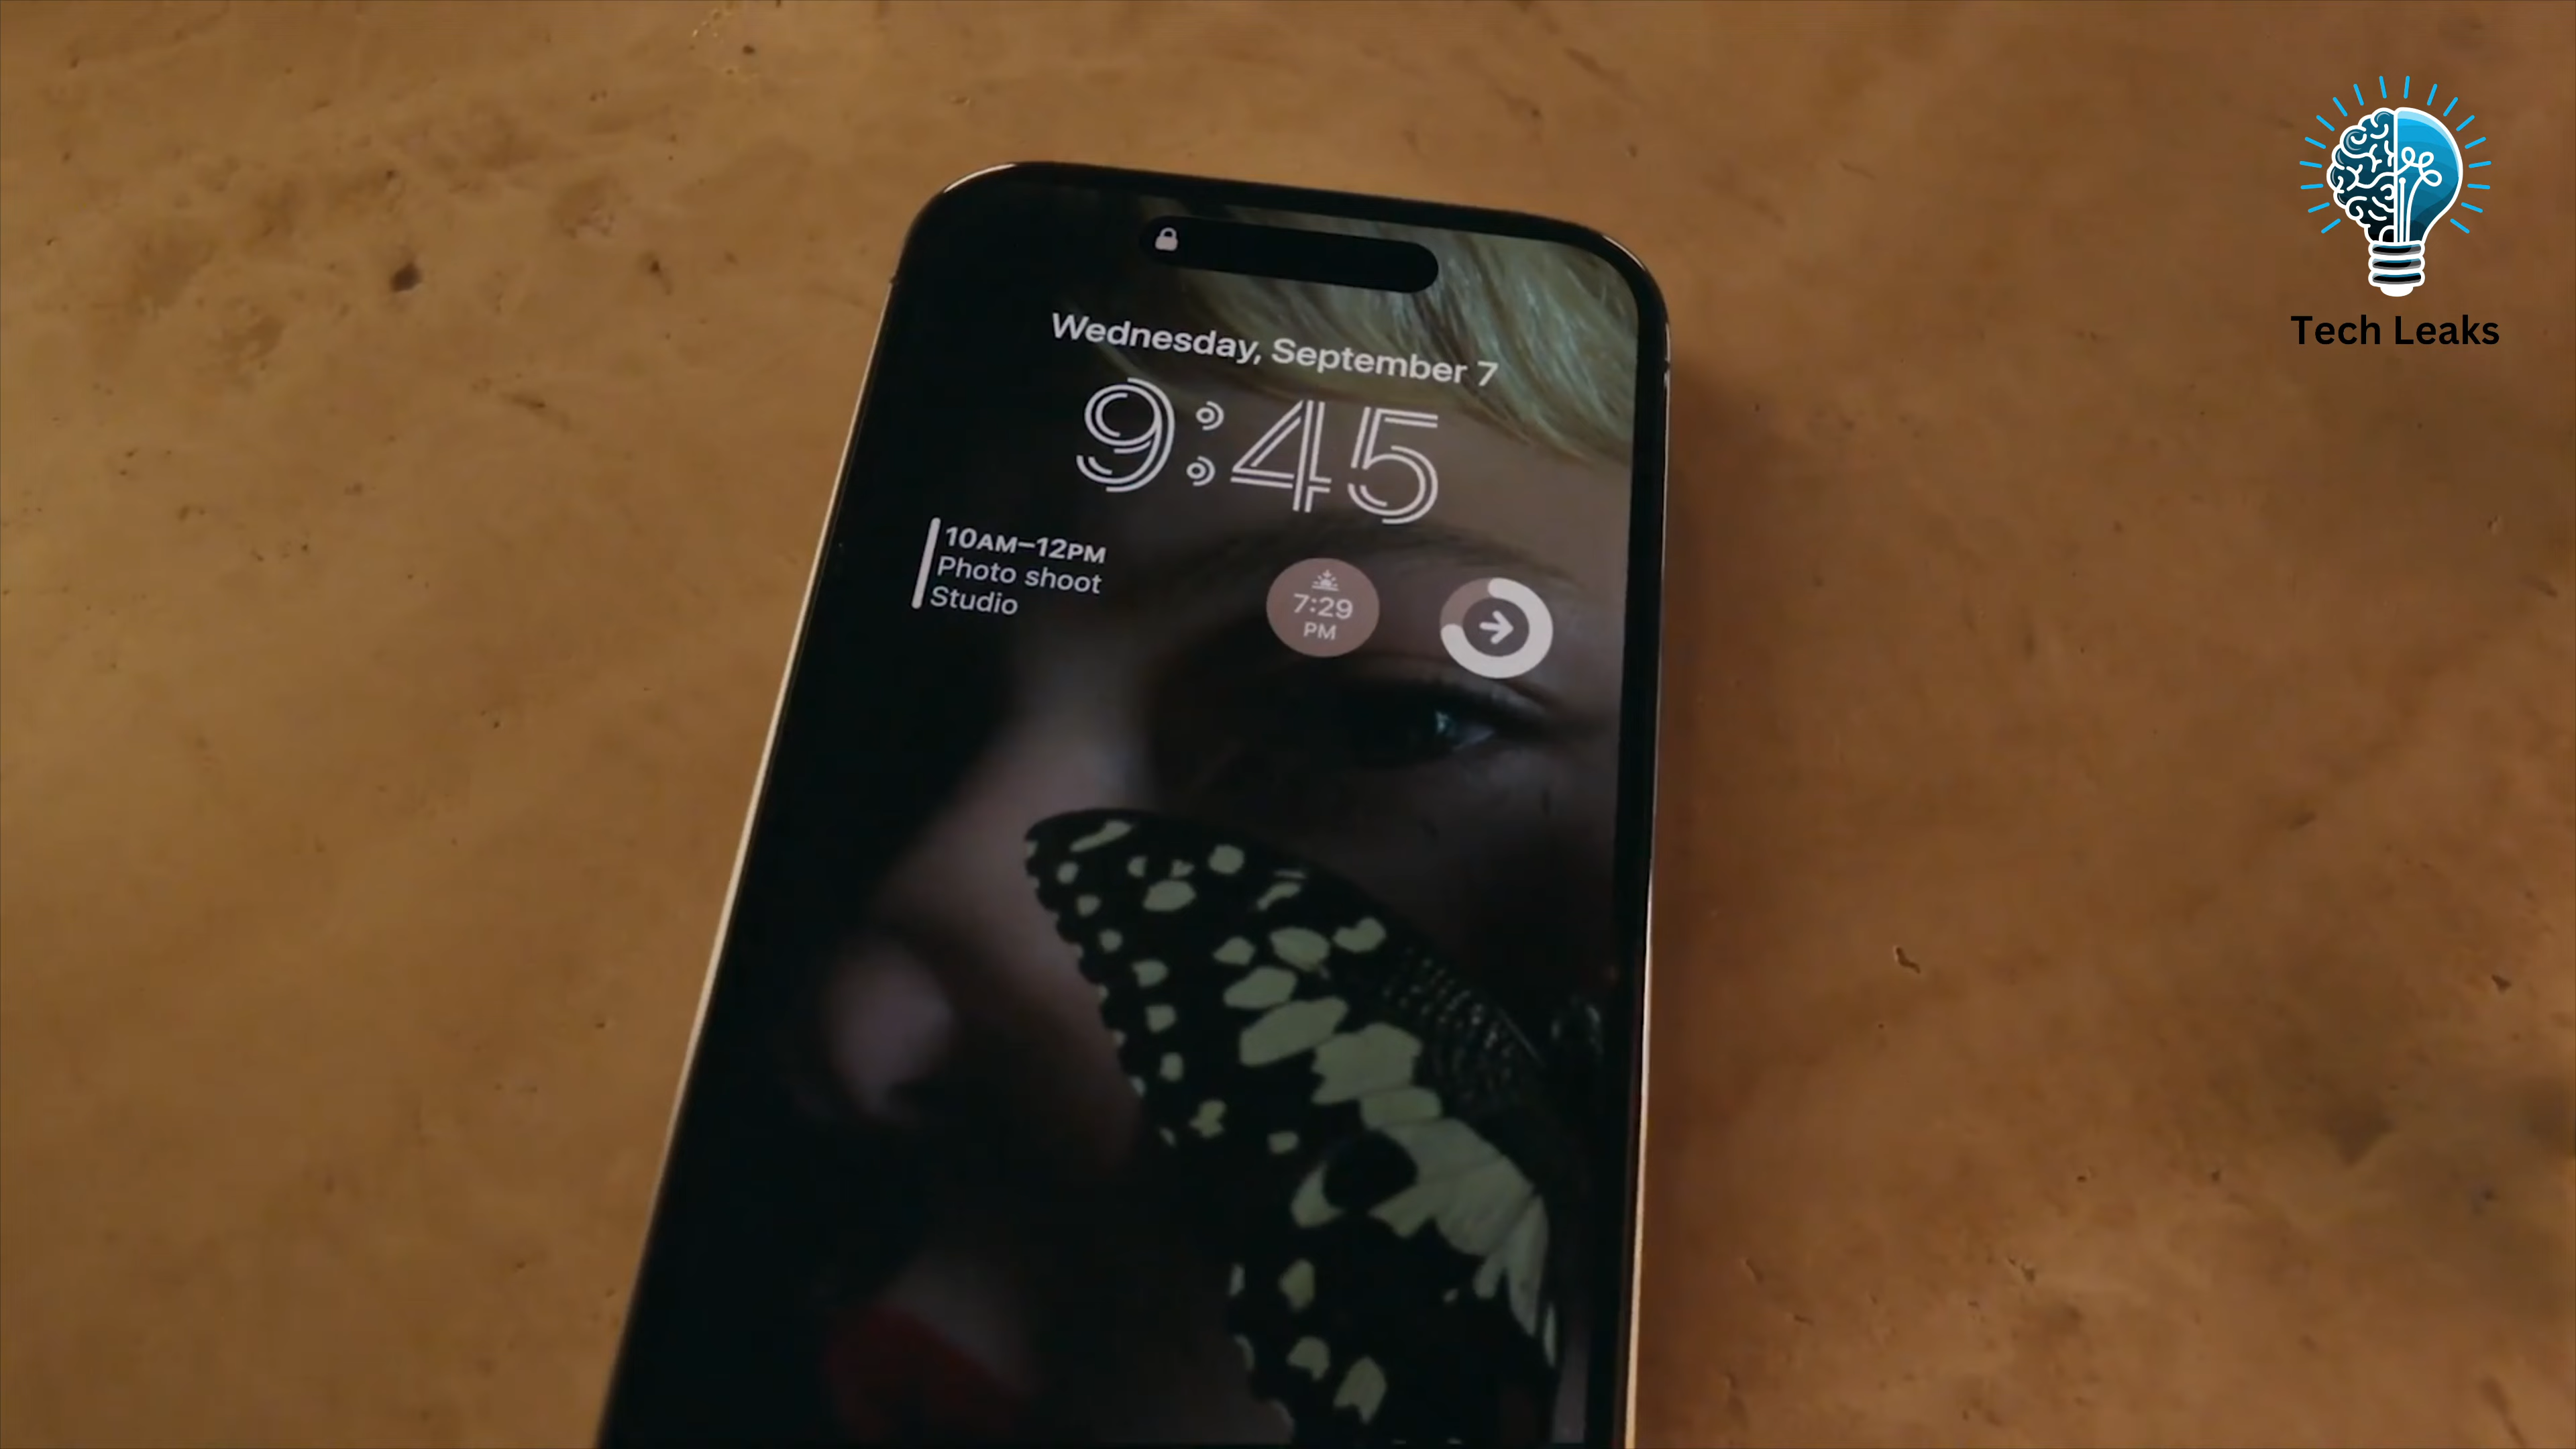 Wednesday, September 7
9:45
10AM–12PM
Photo shoot
Studio
7:29
PM
Tech Leaks